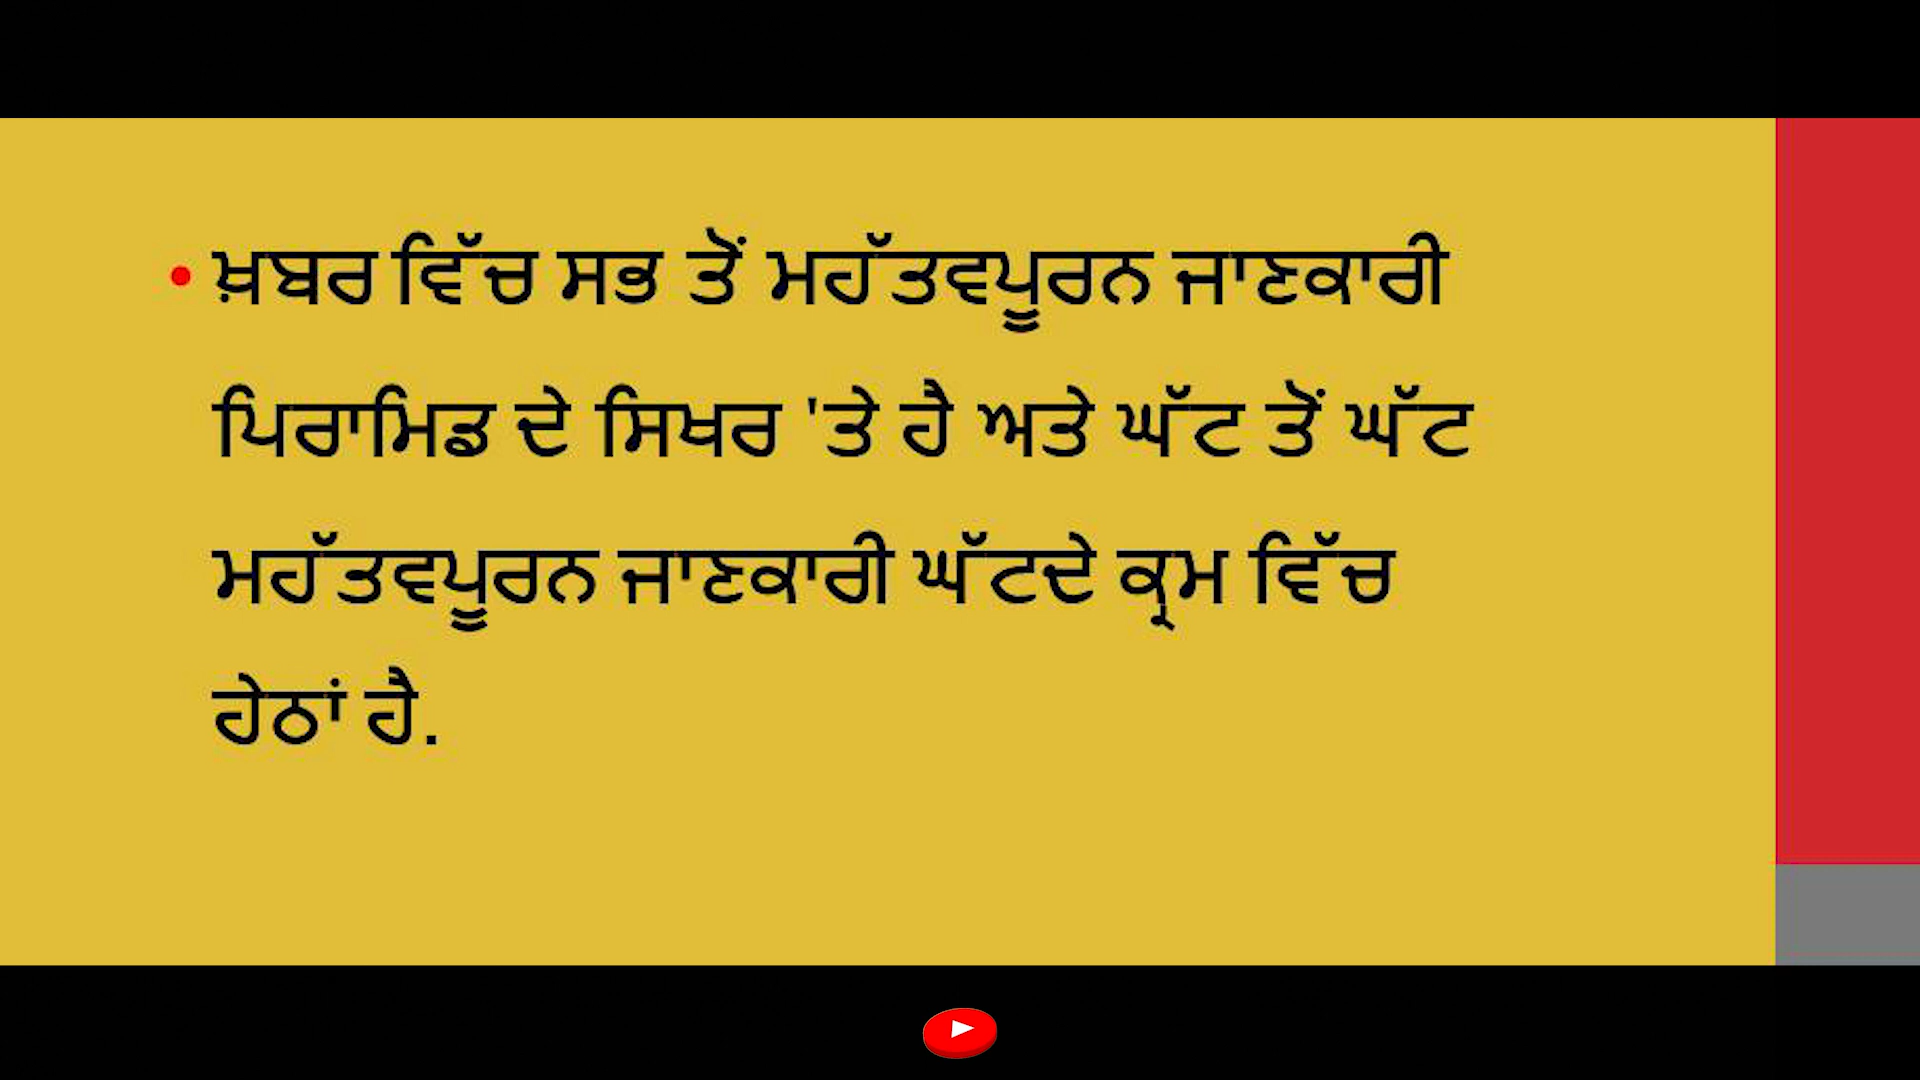 • ਖ਼ਬਰ ਵਿੱਚ ਸਭ ਤੋਂ ਮਹੱਤਵਪੂਰਨ ਜਾਣਕਾਰੀ
ਪਿਰਾਮਿਡ ਦੇ ਸਿਖਰ 'ਤੇ ਹੈ ਅਤੇ ਘੱਟ ਤੋਂ ਘੱਟ
ਮਹੱਤਵਪੂਰਨ ਜਾਣਕਾਰੀ ਘੱਟਦੇ ਕ੍ਰਮ ਵਿੱਚ
ਹੇਠਾਂ ਹੈ.